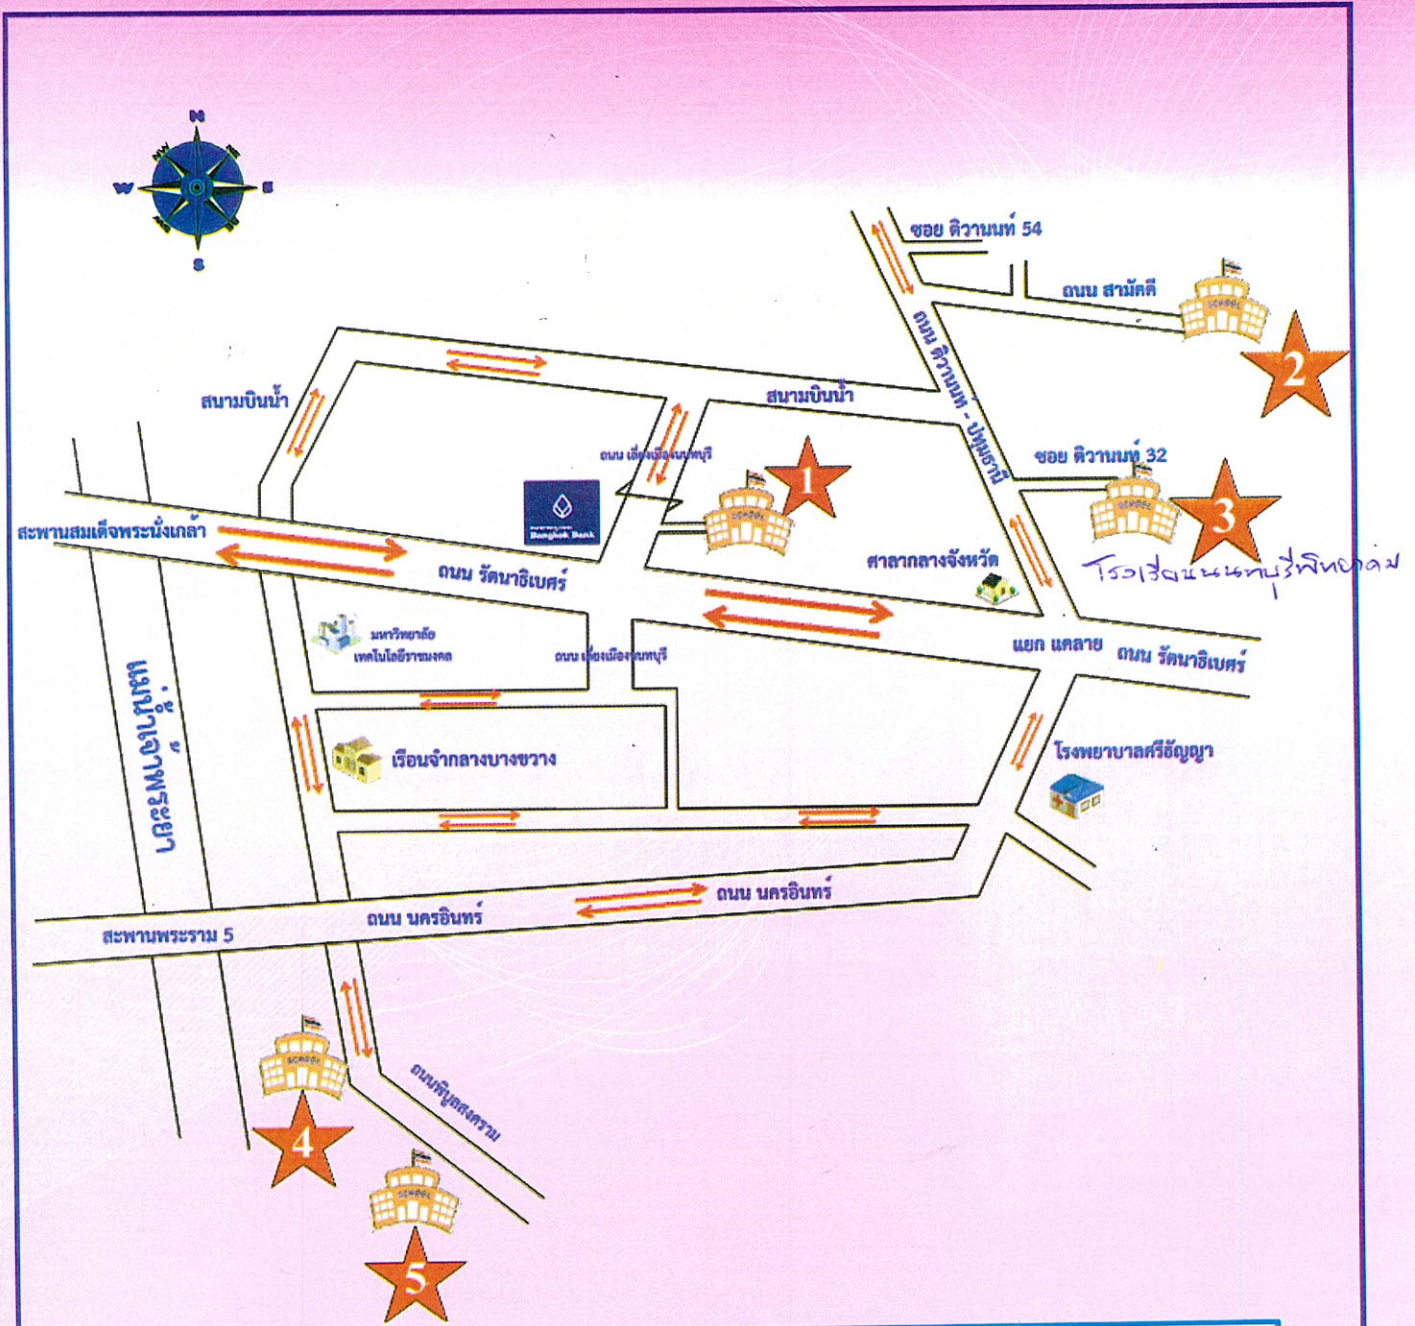 N
NW
NE
W
E
S
ซอย ติวานนท์ 54
ถนน สามัคคี
SCHOOL
2
ถนน ติวานนท์ - ปทุมธานี
สนามบินน้ำ
สนามบินน้ำ
ถนน เลี่ยงเมืองนนทบุรี
1
SCHOOL
ซอย ติวานนท์ 32
SCHOOL
3
โรงเรียนนนทบุรีพิทยาคม
Bangkok Bank
สะพานสมเด็จพระนั่งเกล้า
ถนน รัตนาธิเบศร์
ศาลากลางจังหวัด
มหาวิทยาลัย
เทคโนโลยีราชมงคล
ถนน เลี่ยงเมืองนนทบุรี
แยก แคลาย
ถนน รัตนาธิเบศร์
แม่น้ำเจ้าพระยา
เรือนจำกลางบางขวาง
โรงพยาบาลศรีธัญญา
ถนน นครอินทร์
ถนน นครอินทร์
สะพานพระราม 5
SCHOOL
4
ถนนพิบูลสงคราม
SCHOOL
5